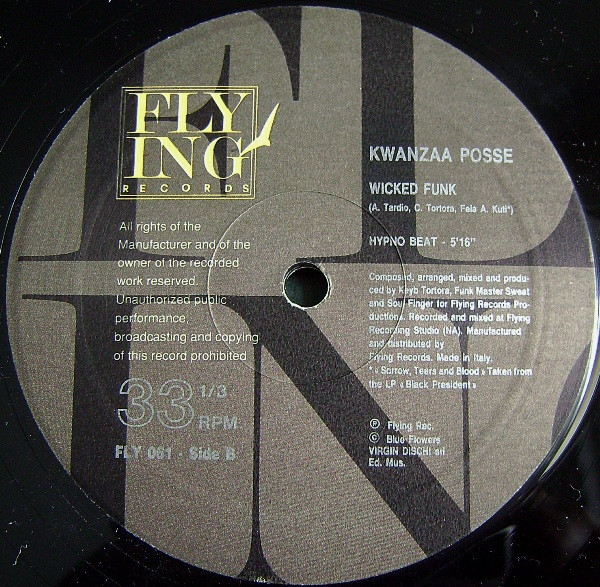 FLY
ING
RECORDS
All rights of the
Manufacturer and of the
owner of the recorded
work reserved.
Unauthorized public
performance,
broadcasting and copying
of this record prohibited
33 1/3
RPM
FLY 061 - Side B
KWANZAA POSSE
WICKED FUNK
(A. Tardio, C. Tortora, Fela A. Kuti*)
HYPNO BEAT - 5'16"
Composed, arranged, mixed and produ-
ced by Keyb Tortora, Funk Master Sweat
and Soul Finger for Flying Records Pro-
ductions. Recorded and mixed at Flying
Recording Studio (NA). Manufactured
and distributed by
Flying Records. Made in Italy.
* « Sorrow, Tears and Blood » Taken from
the LP « Black President »
Ⓟ Flying Rec.
© Blue Flowers
VIRGIN DISCHI srl
Ed. Mus.